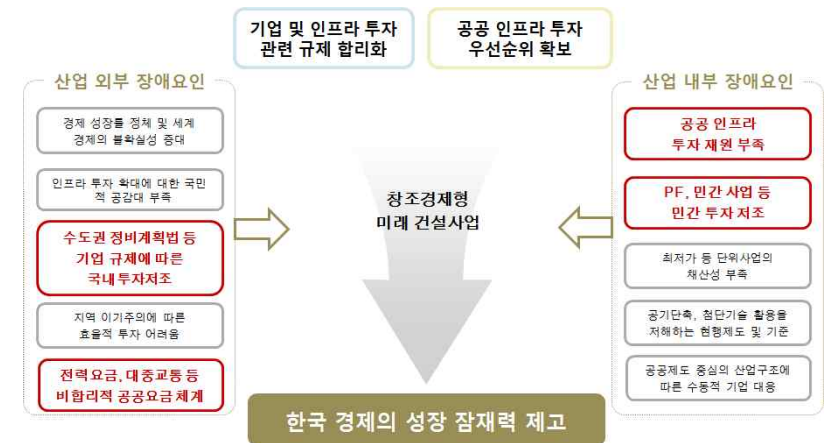 기업 및 인프라 투자
관련 규제 합리화
공공 인프라 투자
우선순위 확보
산업 외부 장애요인
경제 성장률 정체 및 세계
경제의 불확실성 증대
인프라 투자 확대에 대한 국민
적 공감대 부족
수도권 정비계획법 등
기업 규제에 따른
국내 투자저조
지역 이기주의에 따른
효율적 투자 어려움
전력요금, 대중교통 등
비합리적 공공요금 체계
창조경제형
미래 건설사업
산업 내부 장애요인
공공 인프라
투자 재원 부족
PF, 민간 사업 등
민간 투자 저조
최저가 등 단위사업의
채산성 부족
공기단축, 첨단기술 활용을
저해하는 현행제도 및 기준
공공제도 중심의 산업구조에
따른 수동적 기업 대응
한국 경제의 성장 잠재력 제고